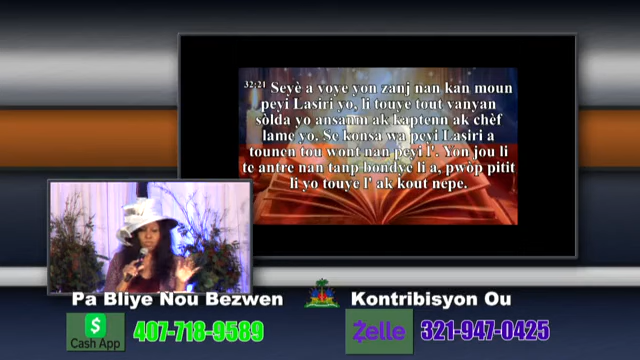 32:21 Seyè a voye yon zanj nan kan moun
peyi Lasiri yo, li touye tout vanyan
sòlda yo ansanm ak kaptenn ak chèf
lame yo. Se konsa wa peyi Lasiri a
tounen tou wont nan peyi l'. Yon jou li
te antre nan tanp bondye li a, pwòp pitit
li yo touye l' ak kout nepe.
Pa Bliye Nou Bezwen Kontribisyon Ou
$ Cash App 407-718-9589 Zelle 321-947-0425